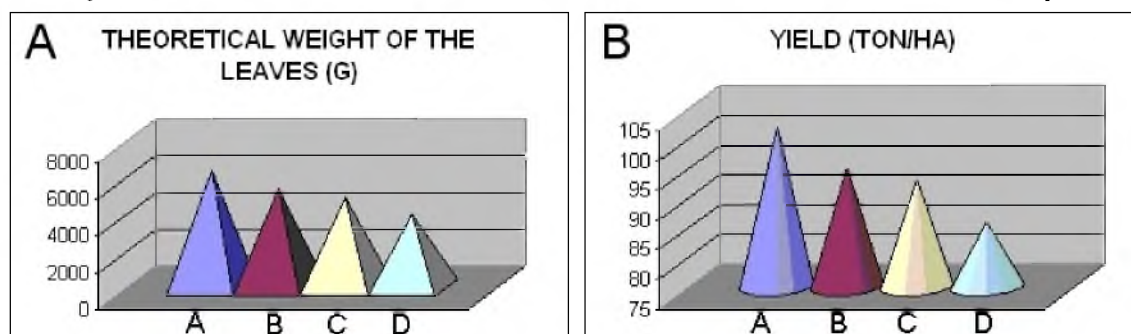 A
THEORETICAL WEIGHT OF THE
LEAVES (G)
8000
6000
4000
2000
0
A B C D
B
YIELD (TON/HA)
105
100
95
90
85
80
75
A B C D